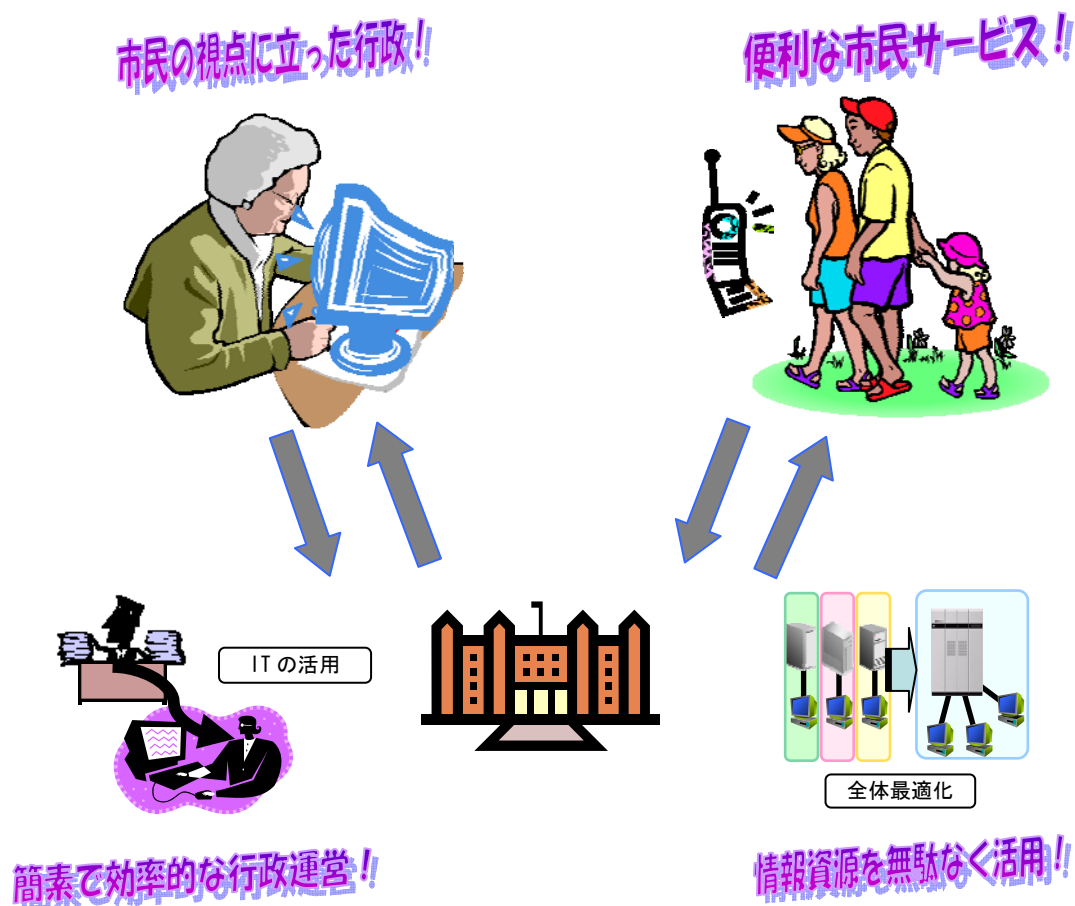 市民の視点に立った行政!
便利な市民サービス!
ITの活用
全体最適化
簡素で効率的な行政運営!
情報資源を無駄なく活用!